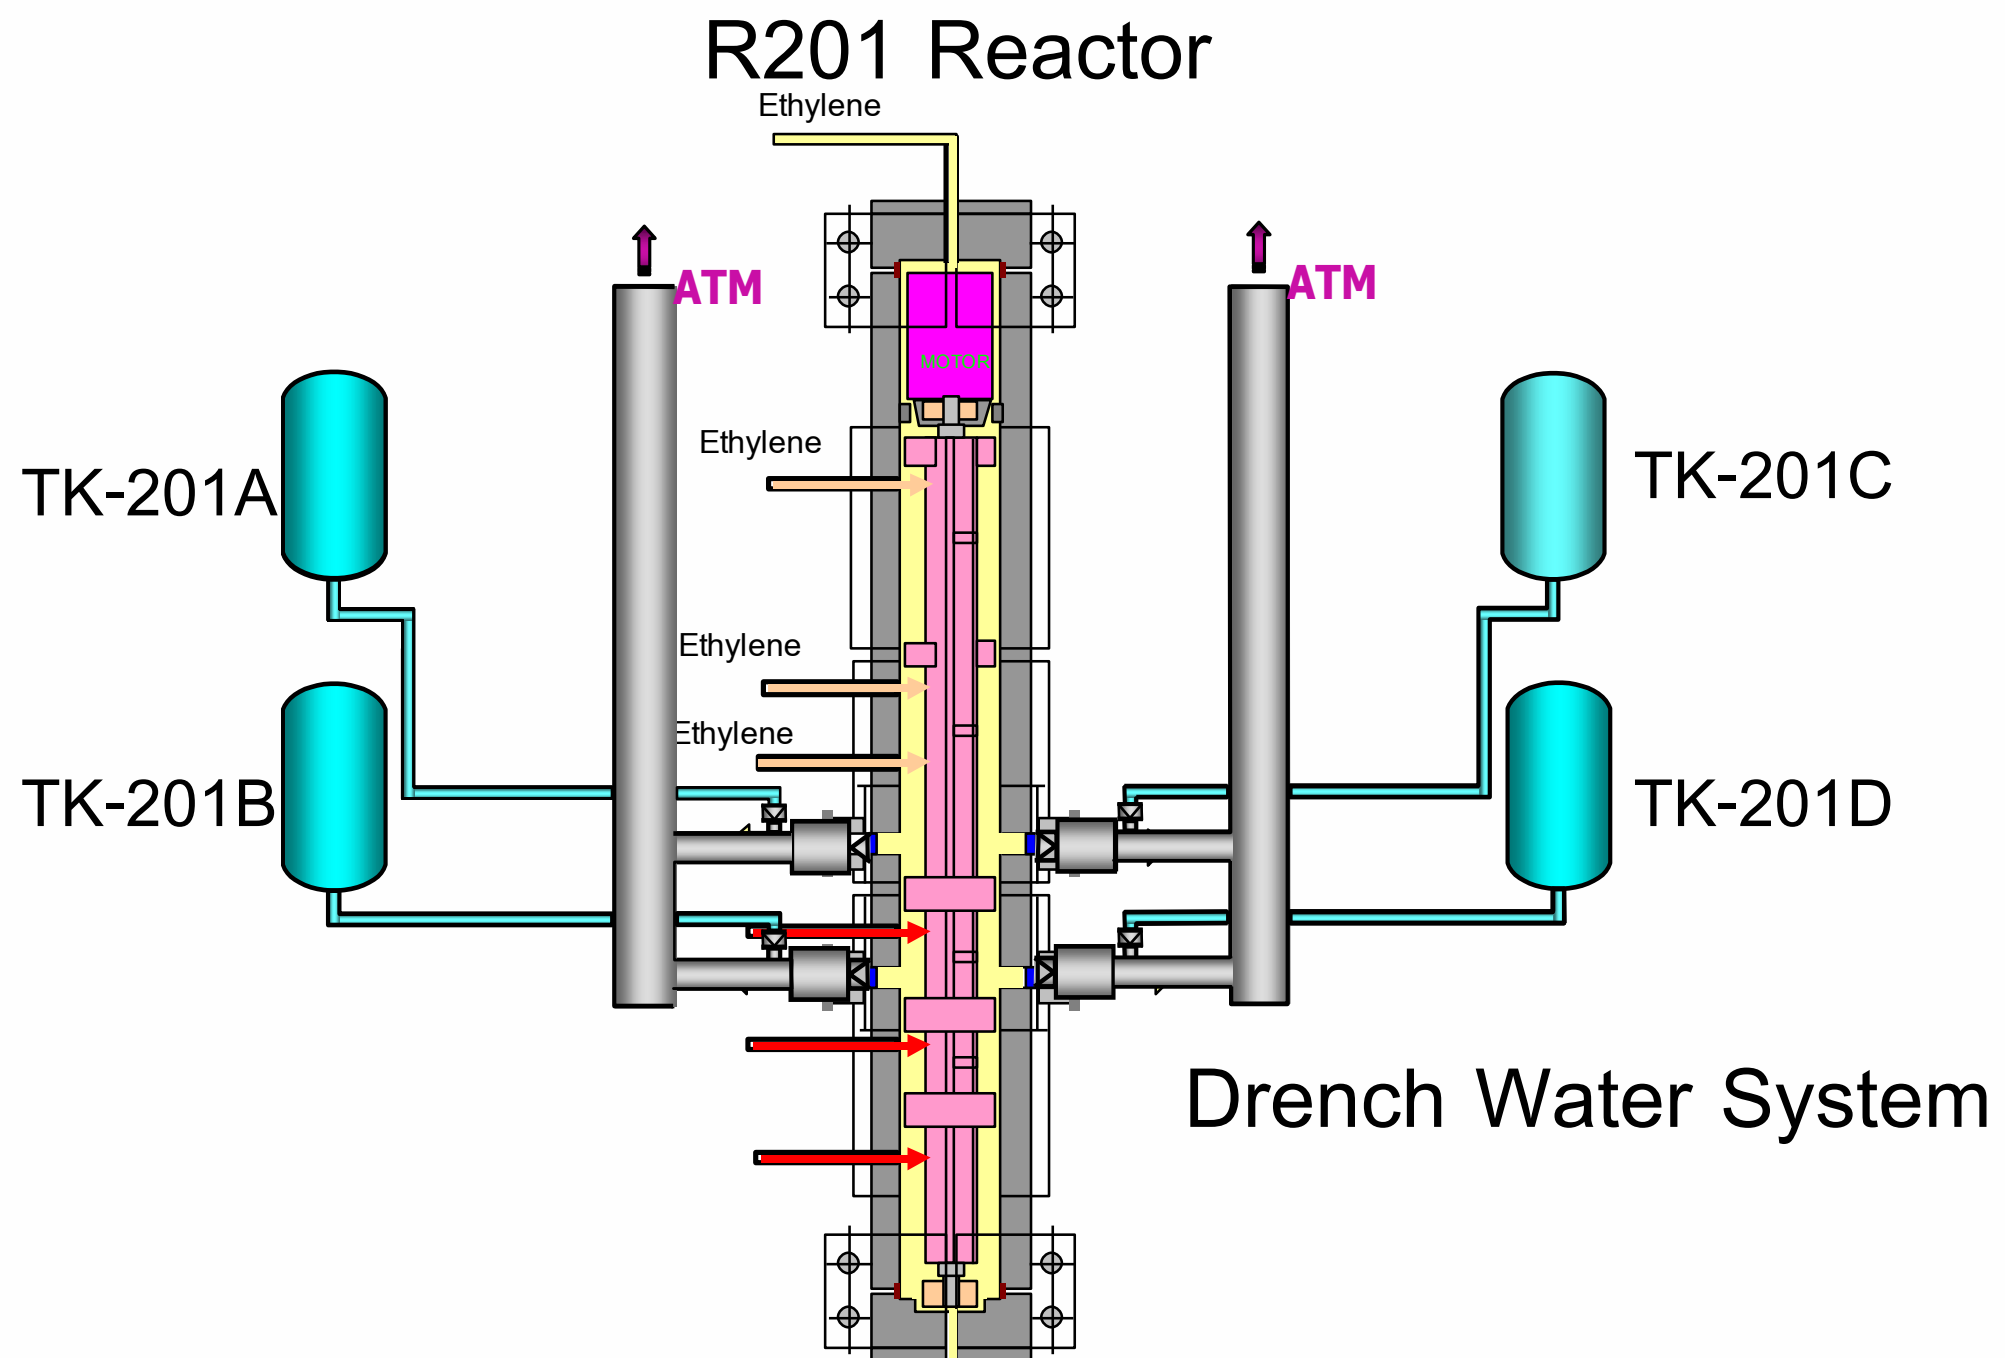 R201 Reactor
Ethylene
ATM
ATM
MOTOR
Ethylene
TK-201A
TK-201C
Ethylene
Ethylene
TK-201B
TK-201D
Drench Water System